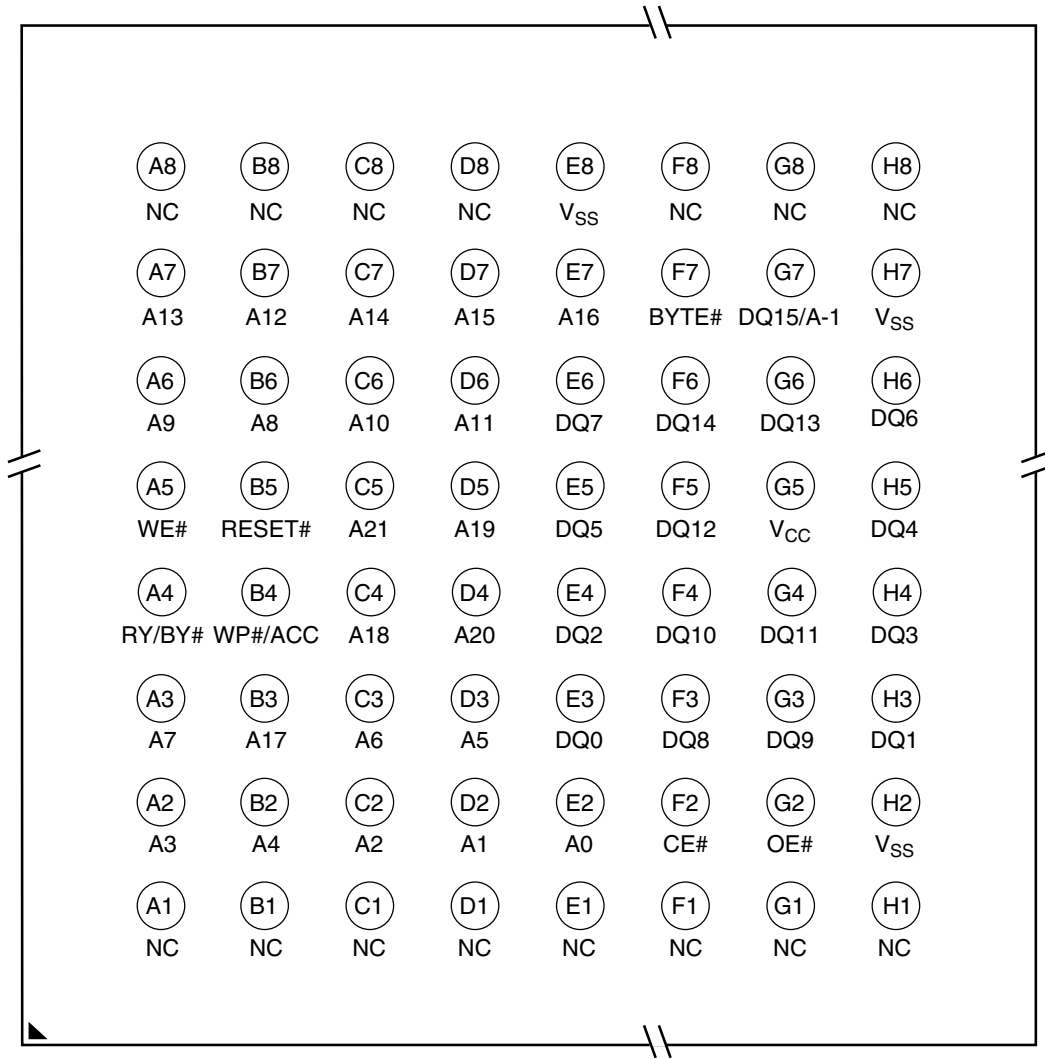 A8 B8 C8 D8 E8 F8 G8 H8
NC NC NC NC VSS NC NC NC
A7 B7 C7 D7 E7 F7 G7 H7
A13 A12 A14 A15 A16 BYTE# DQ15/A-1 VSS
A6 B6 C6 D6 E6 F6 G6 H6
A9 A8 A10 A11 DQ7 DQ14 DQ13 DQ6
A5 B5 C5 D5 E5 F5 G5 H5
WE# RESET# A21 A19 DQ5 DQ12 VCC DQ4
A4 B4 C4 D4 E4 F4 G4 H4
RY/BY# WP#/ACC A18 A20 DQ2 DQ10 DQ11 DQ3
A3 B3 C3 D3 E3 F3 G3 H3
A7 A17 A6 A5 DQ0 DQ8 DQ9 DQ1
A2 B2 C2 D2 E2 F2 G2 H2
A3 A4 A2 A1 A0 CE# OE# VSS
A1 B1 C1 D1 E1 F1 G1 H1
NC NC NC NC NC NC NC NC